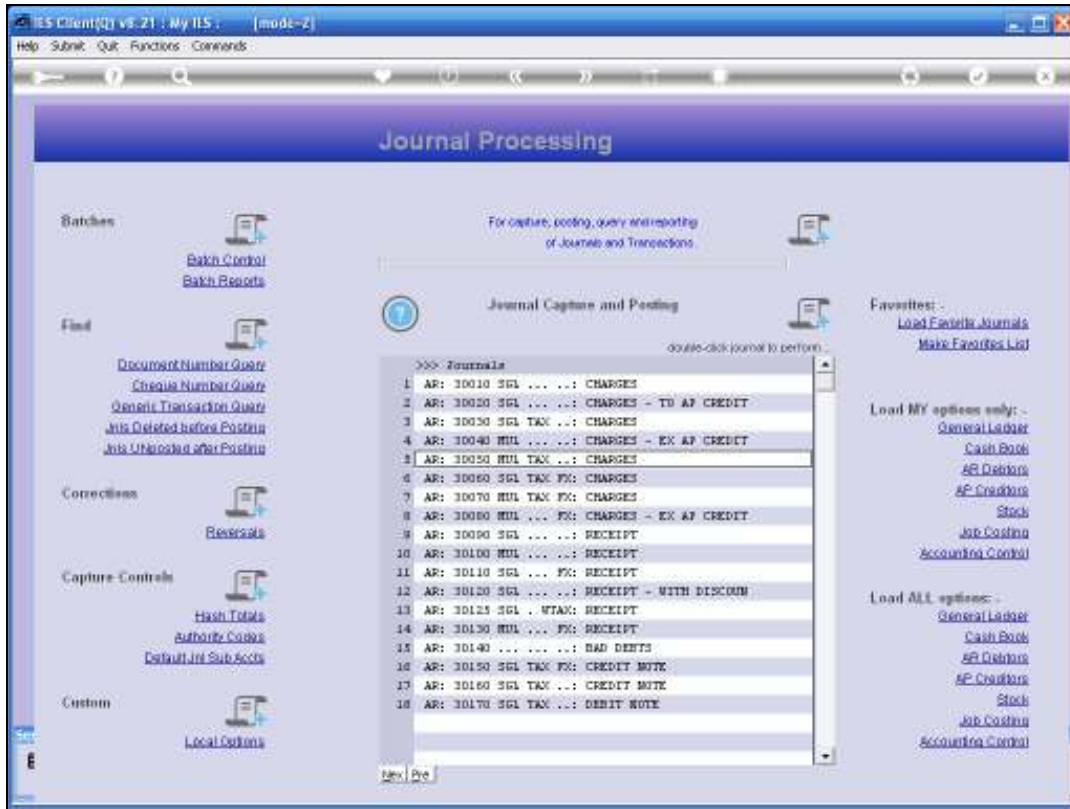 IES Client(Q) v8.21 : My IES : [mode=Z]
Help Submit Quit Functions Commands
Journal Processing
Batches
Batch Control
Batch Reports
Find
Document Number Query
Cheque Number Query
Generic Transaction Query
Jnls Deleted before Posting
Jnls UNposted after Posting
Corrections
Reversals
Capture Controls
Hash Totals
Authority Codes
Default Jnl Sub Accts
Custom
Local Options
For capture, posting, query and reporting
of Journals and Transactions.
Journal Capture and Posting
double-click journal to perform ..
>>> Journals
1 AR: 30010 SGL ... ..: CHARGES
2 AR: 30020 SGL ... ..: CHARGES - TO AP CREDIT
3 AR: 30030 SGL TAX ..: CHARGES
4 AR: 30040 MUL ... ..: CHARGES - EX AP CREDIT
5 AR: 30050 MUL TAX ..: CHARGES
6 AR: 30060 SGL TAX FX: CHARGES
7 AR: 30070 MUL TAX FX: CHARGES
8 AR: 30080 MUL ... FX: CHARGES - EX AP CREDIT
9 AR: 30090 SGL ... ..: RECEIPT
10 AR: 30100 MUL ... ..: RECEIPT
11 AR: 30110 SGL ... FX: RECEIPT
12 AR: 30120 SGL ... ..: RECEIPT - WITH DISCOUN
13 AR: 30125 SGL . WTAX: RECEIPT
14 AR: 30130 MUL ... FX: RECEIPT
15 AR: 30140 ... ... ..: BAD DEBTS
16 AR: 30150 SGL TAX FX: CREDIT NOTE
17 AR: 30160 SGL TAX ..: CREDIT NOTE
18 AR: 30170 SGL TAX ..: DEBIT NOTE
Nex Pre
Favorites: -
Load Favorite Journals
Make Favorites List
Load MY options only: -
General Ledger
Cash Book
AR Debtors
AP Creditors
Stock
Job Costing
Accounting Control
Load ALL options: -
General Ledger
Cash Book
AR Debtors
AP Creditors
Stock
Job Costing
Accounting Control